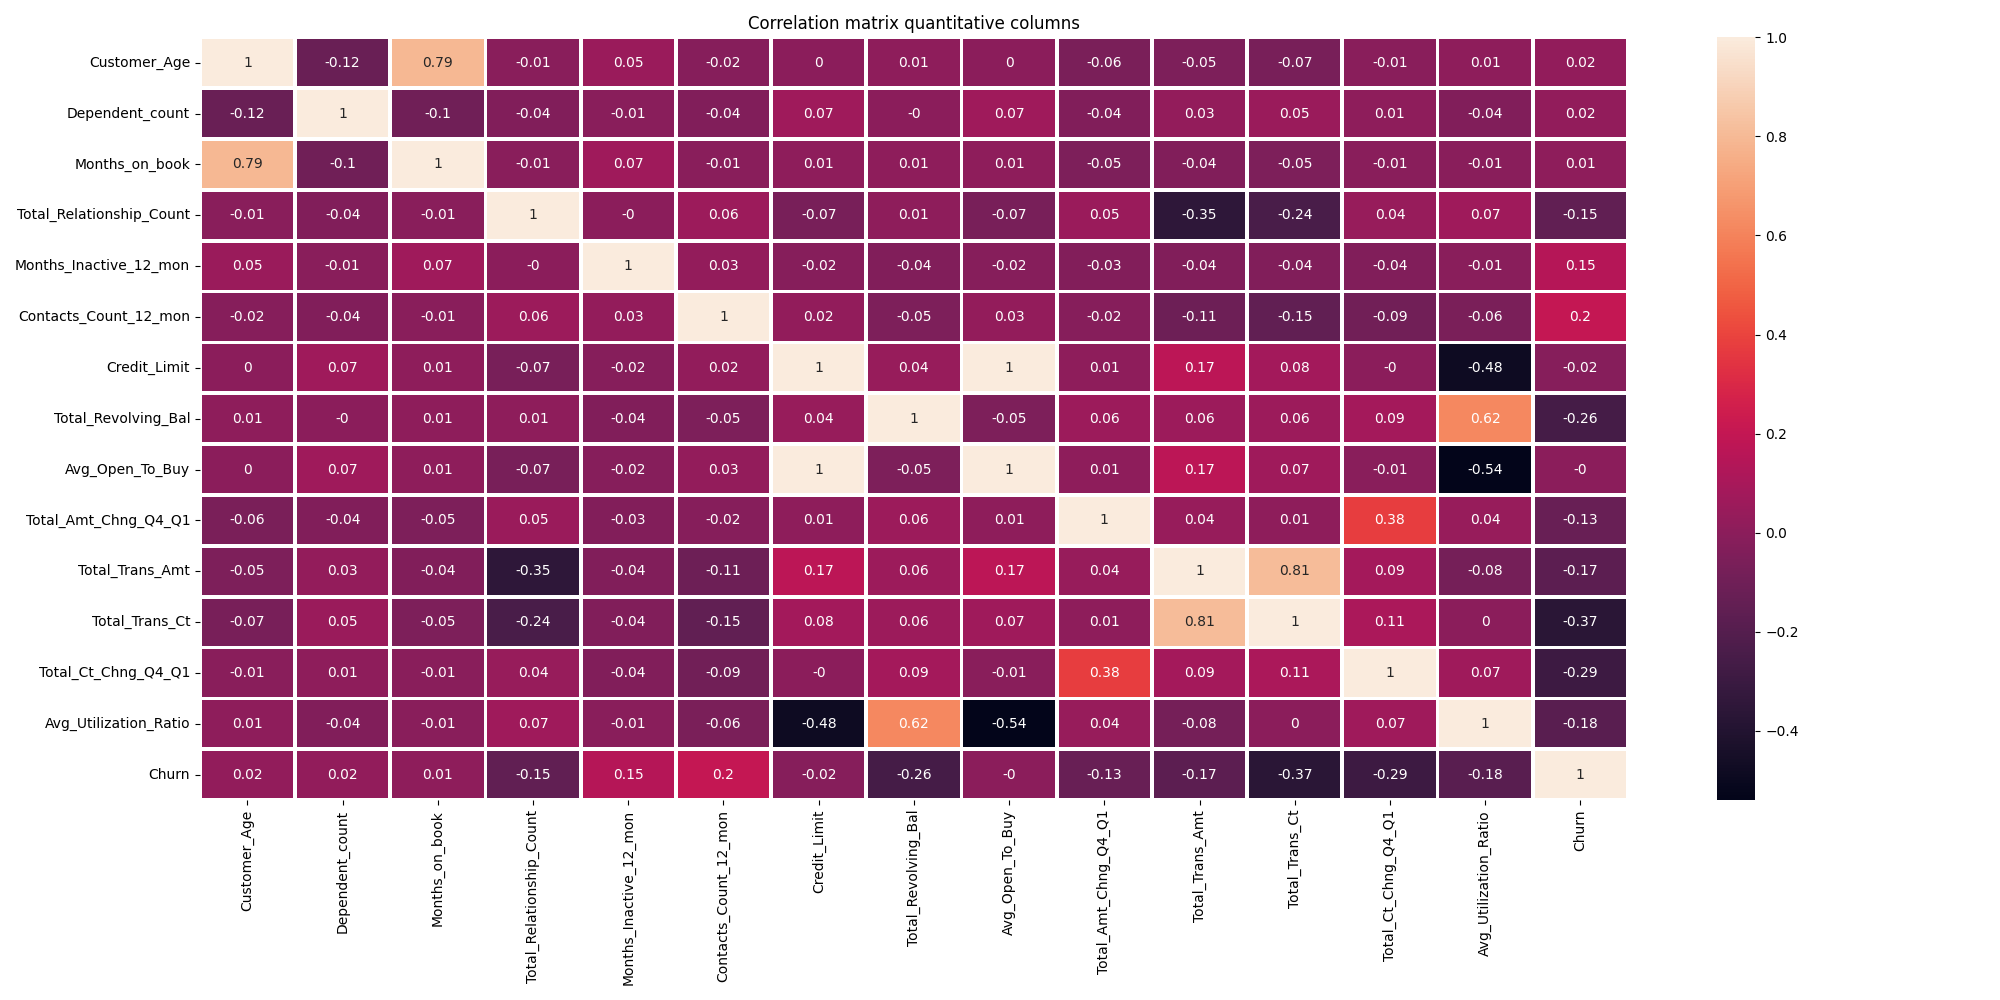 Correlation matrix quantitative columns
Customer_Age 1 -0.12 0.79 -0.01 0.05 -0.02 0 0.01 0 -0.06 -0.05 -0.07 -0.01 0.01 0.02
Dependent_count -0.12 1 -0.1 -0.04 -0.01 -0.04 0.07 -0 0.07 -0.04 0.03 0.05 0.01 -0.04 0.02
Months_on_book 0.79 -0.1 1 -0.01 0.07 -0.01 0.01 0.01 0.01 -0.05 -0.04 -0.05 -0.01 -0.01 0.01
Total_Relationship_Count -0.01 -0.04 -0.01 1 -0 0.06 -0.07 0.01 -0.07 0.05 -0.35 -0.24 0.04 0.07 -0.15
Months_Inactive_12_mon 0.05 -0.01 0.07 -0 1 0.03 -0.02 -0.04 -0.02 -0.03 -0.04 -0.04 -0.04 -0.01 0.15
Contacts_Count_12_mon -0.02 -0.04 -0.01 0.06 0.03 1 0.02 -0.05 0.03 -0.02 -0.11 -0.15 -0.09 -0.06 0.2
Credit_Limit 0 0.07 0.01 -0.07 -0.02 0.02 1 0.04 1 0.01 0.17 0.08 -0 -0.48 -0.02
Total_Revolving_Bal 0.01 -0 0.01 0.01 -0.04 -0.05 0.04 1 -0.05 0.06 0.06 0.06 0.09 0.62 -0.26
Avg_Open_To_Buy 0 0.07 0.01 -0.07 -0.02 0.03 1 -0.05 1 0.01 0.17 0.07 -0.01 -0.54 -0
Total_Amt_Chng_Q4_Q1 -0.06 -0.04 -0.05 0.05 -0.03 -0.02 0.01 0.06 0.01 1 0.04 0.01 0.38 0.04 -0.13
Total_Trans_Amt -0.05 0.03 -0.04 -0.35 -0.04 -0.11 0.17 0.06 0.17 0.04 1 0.81 0.09 -0.08 -0.17
Total_Trans_Ct -0.07 0.05 -0.05 -0.24 -0.04 -0.15 0.08 0.06 0.07 0.01 0.81 1 0.11 0 -0.37
Total_Ct_Chng_Q4_Q1 -0.01 0.01 -0.01 0.04 -0.04 -0.09 -0 0.09 -0.01 0.38 0.09 0.11 1 0.07 -0.29
Avg_Utilization_Ratio 0.01 -0.04 -0.01 0.07 -0.01 -0.06 -0.48 0.62 -0.54 0.04 -0.08 0 0.07 1 -0.18
Churn 0.02 0.02 0.01 -0.15 0.15 0.2 -0.02 -0.26 -0 -0.13 -0.17 -0.37 -0.29 -0.18 1
Customer_Age
Dependent_count
Months_on_book
Total_Relationship_Count
Months_Inactive_12_mon
Contacts_Count_12_mon
Credit_Limit
Total_Revolving_Bal
Avg_Open_To_Buy
Total_Amt_Chng_Q4_Q1
Total_Trans_Amt
Total_Trans_Ct
Total_Ct_Chng_Q4_Q1
Avg_Utilization_Ratio
Churn
1.0
0.8
0.6
0.4
0.2
0.0
−0.2
−0.4